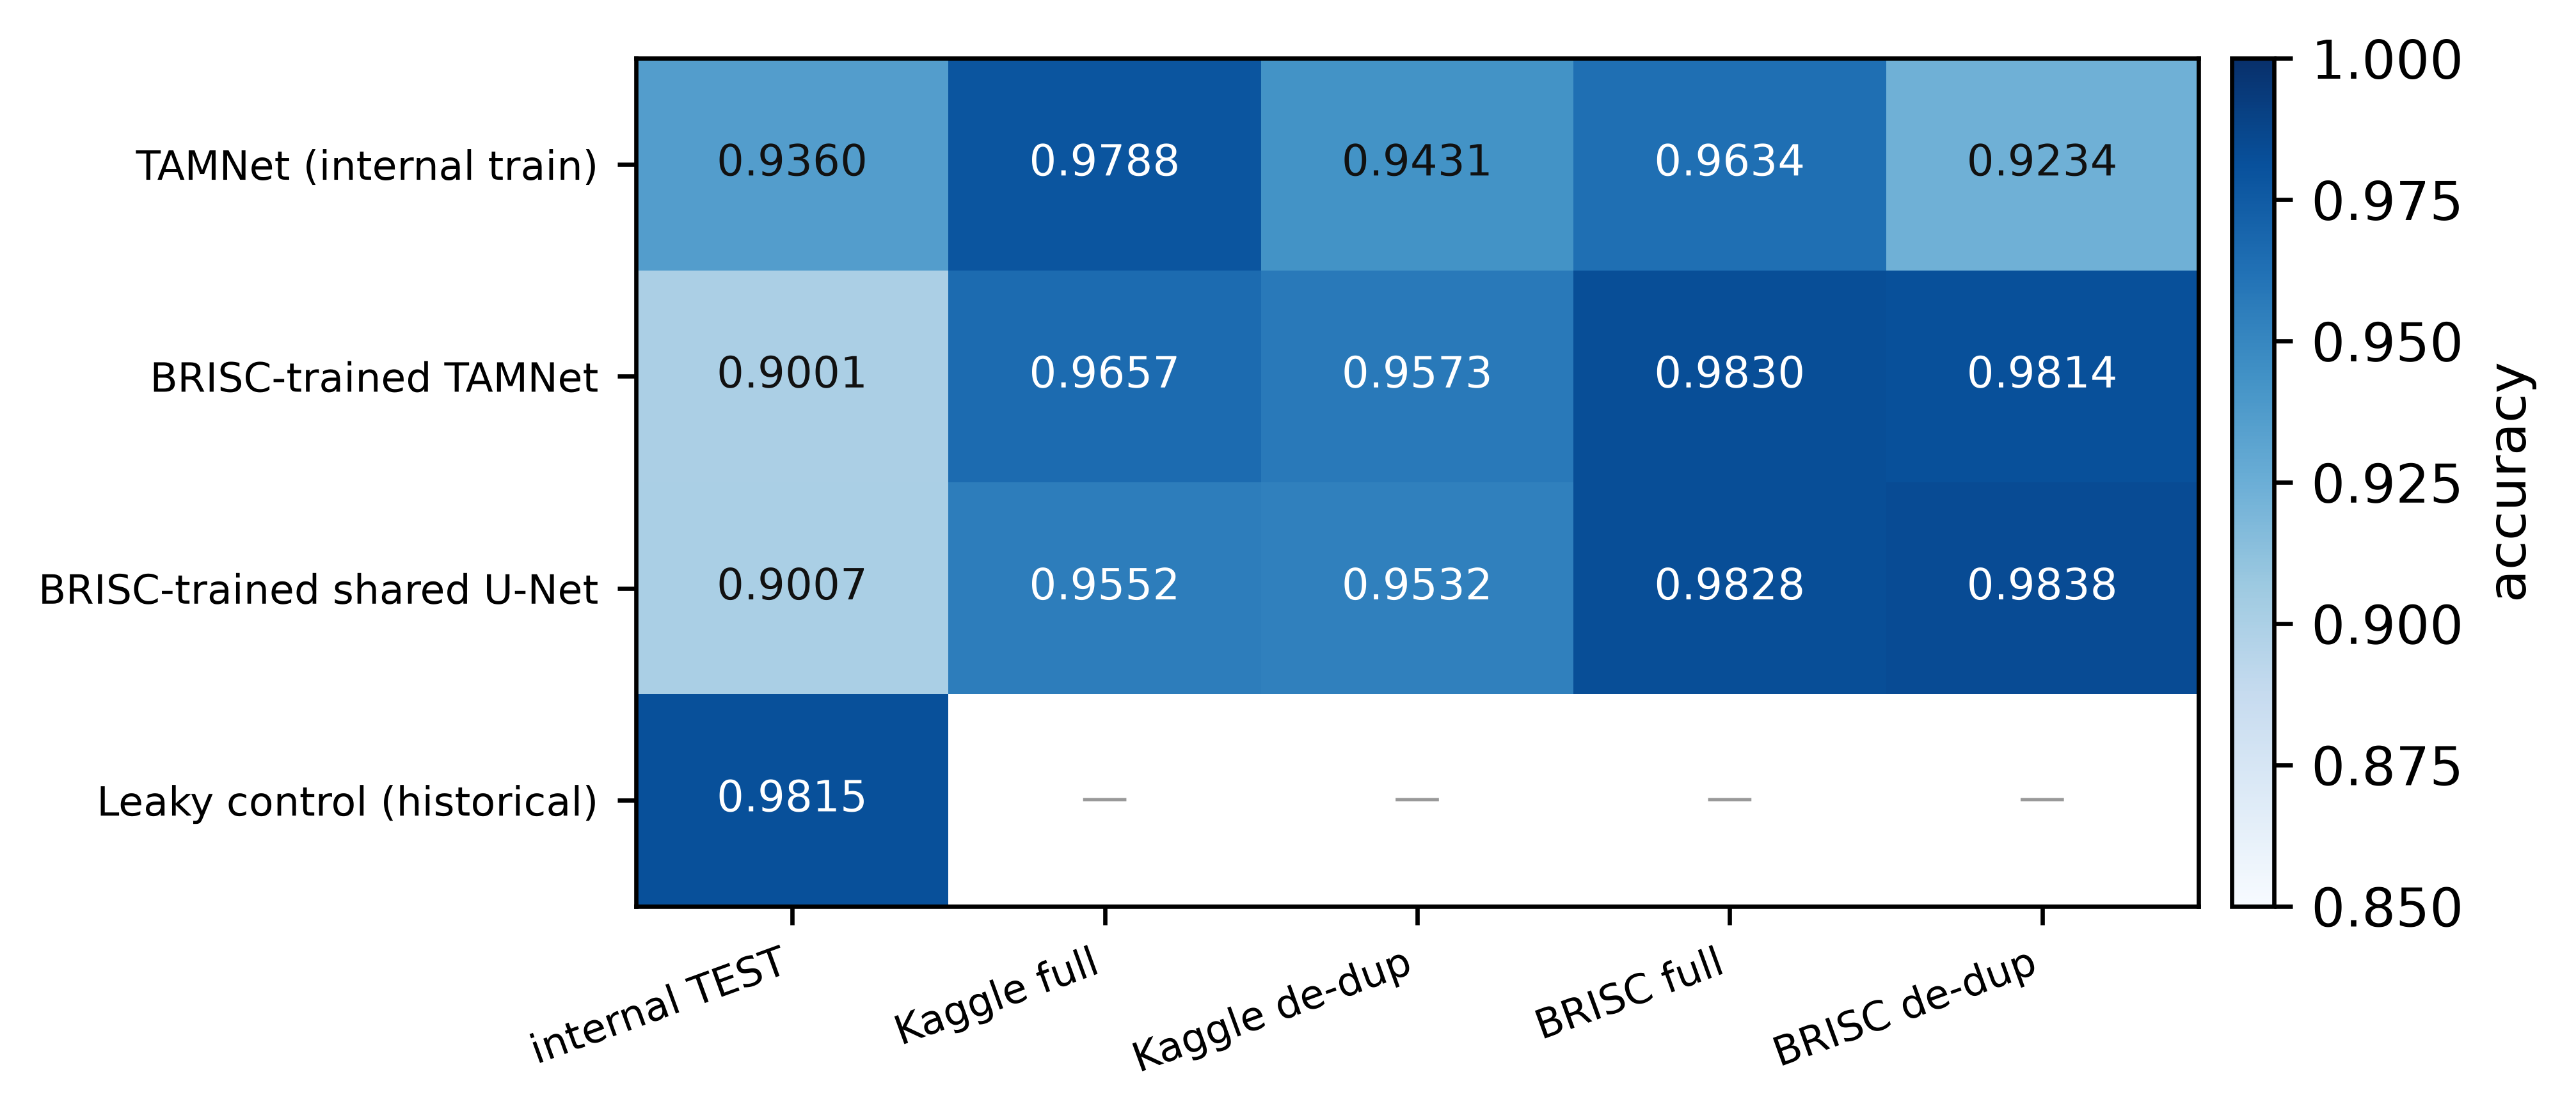 TAMNet (internal train) 0.9360 0.9788 0.9431 0.9634 0.9234
BRISC-trained TAMNet 0.9001 0.9657 0.9573 0.9830 0.9814
BRISC-trained shared U-Net 0.9007 0.9552 0.9532 0.9828 0.9838
Leaky control (historical) 0.9815 — — — —
internal TEST
Kaggle full
Kaggle de-dup
BRISC full
BRISC de-dup
1.000
0.975
0.950
0.925
0.900
0.875
0.850
accuracy